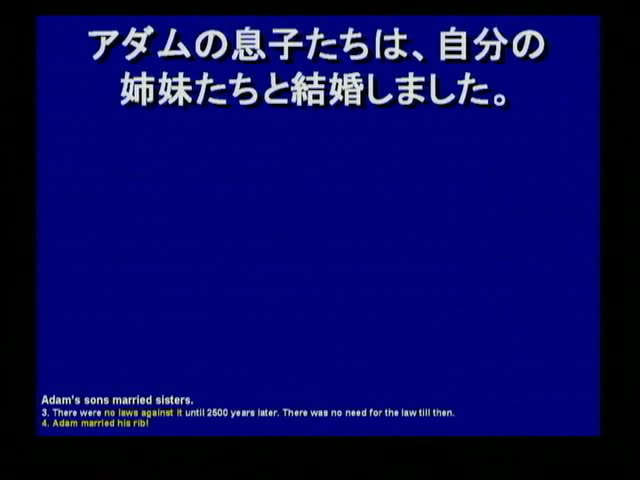 アダムの息子たちは、自分の
姉妹たちと結婚しました。
Adam's sons married sisters.
3. There were no laws against it until 2500 years later. There was no need for the law till then.
4. Adam married his rib!